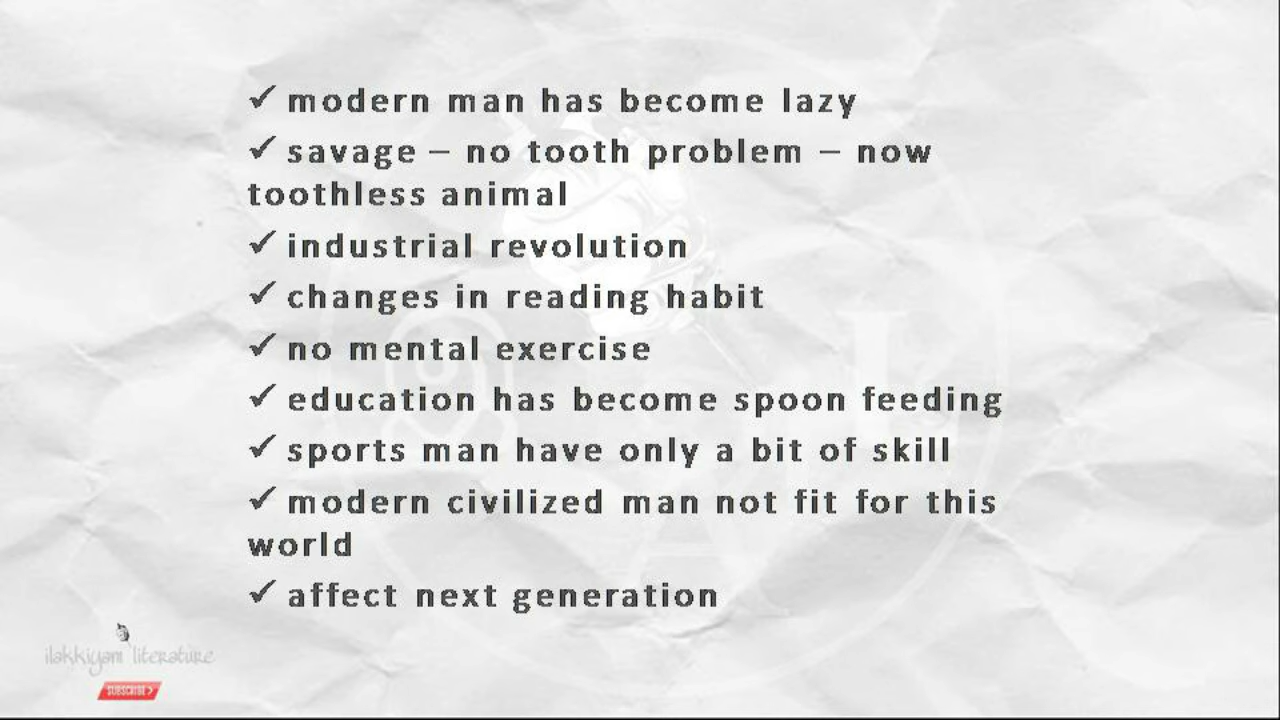 ✓ modern man has become lazy
✓ savage – no tooth problem – now
toothless animal
✓ industrial revolution
✓ changes in reading habit
✓ no mental exercise
✓ education has become spoon feeding
✓ sports man have only a bit of skill
✓ modern civilized man not fit for this
world
✓ affect next generation
ilakkiyam literature
SUBSCRIBE >